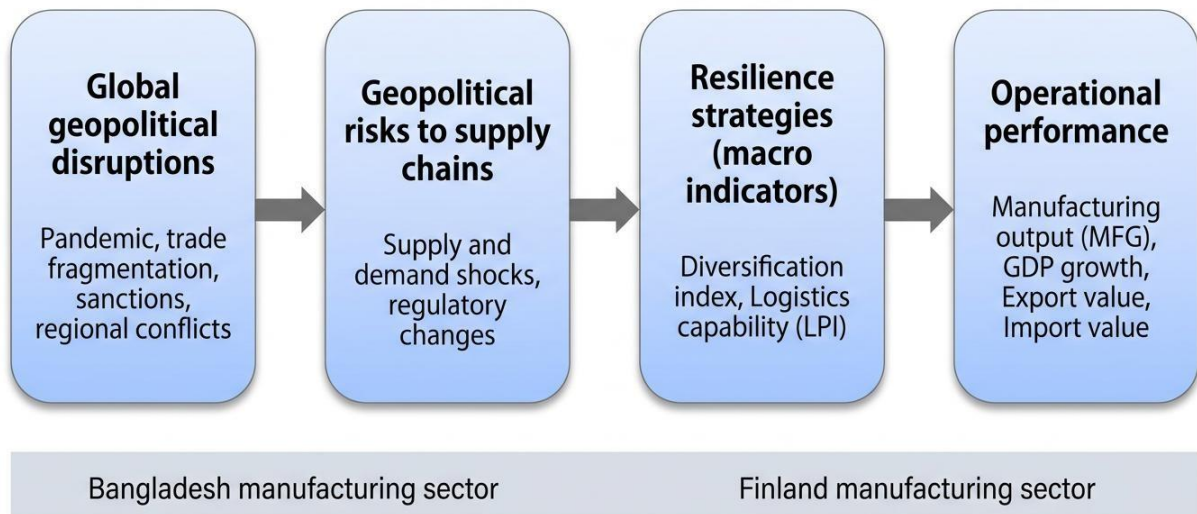 Global
geopolitical
disruptions
Pandemic, trade
fragmentation,
sanctions,
regional conflicts
Geopolitical
risks to supply
chains
Supply and
demand shocks,
regulatory
changes
Resilience
strategies
(macro
indicators)
Diversification
index, Logistics
capability (LPI)
Operational
performance
Manufacturing
output (MFG),
GDP growth,
Export value,
Import value
Bangladesh manufacturing sector
Finland manufacturing sector